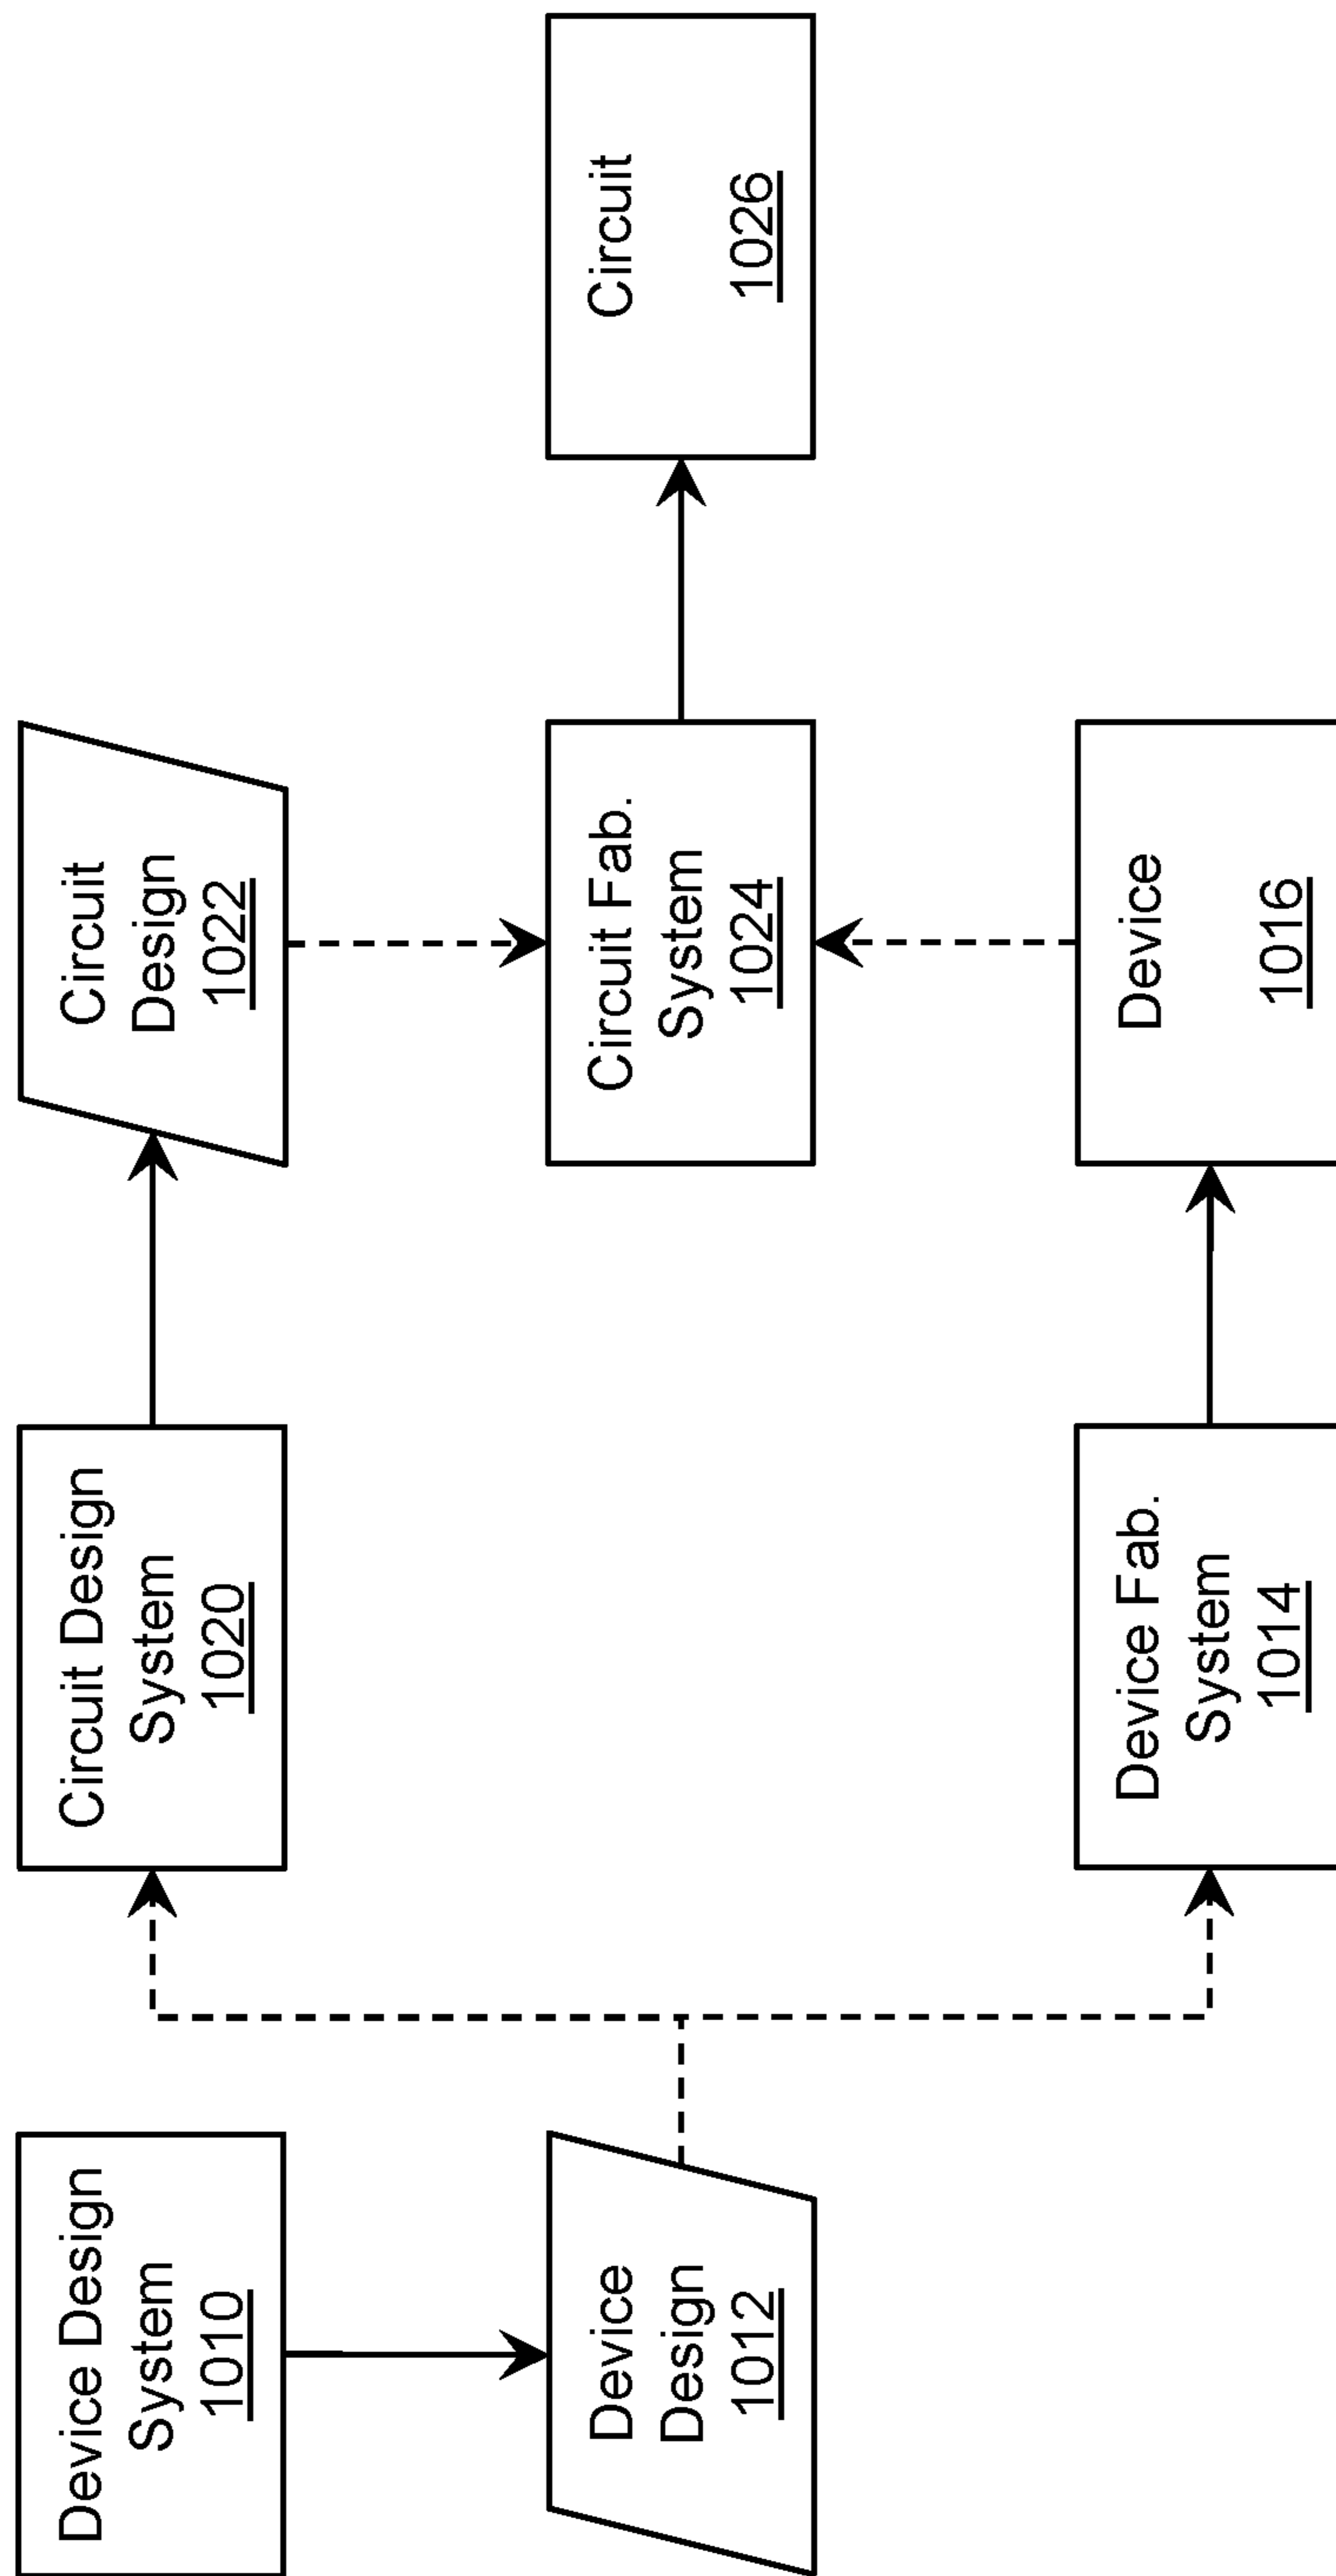 Device Design
System
1010
Circuit Design
System
1020
Circuit
Design
1022
Device
Design
1012
Circuit Fab.
System
1024
Circuit
1026
Device Fab.
System
1014
Device
1016